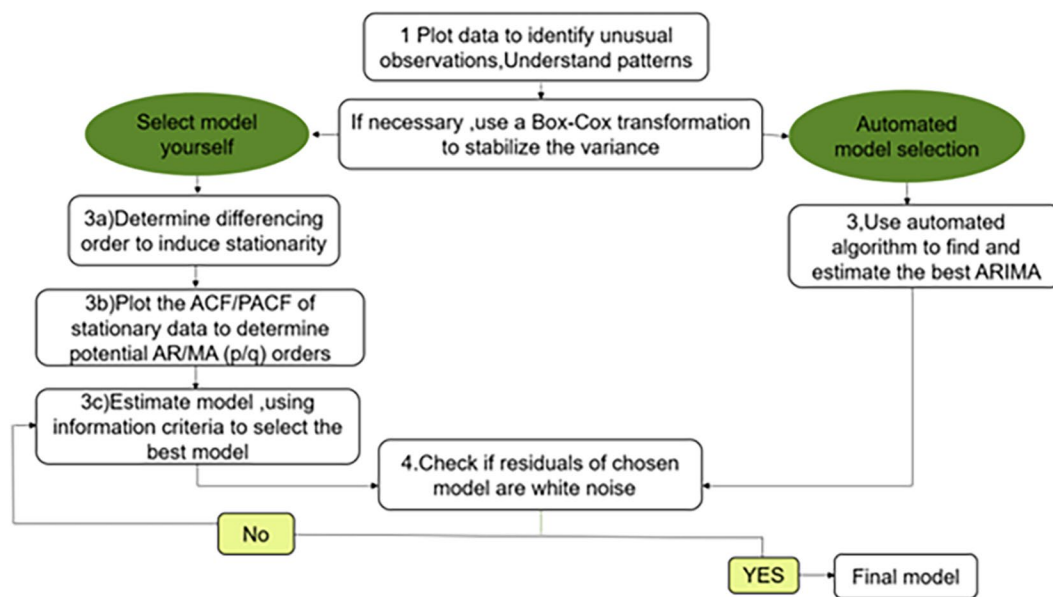 1 Plot data to identify unusual
observations,Understand patterns
Select model
yourself
If necessary ,use a Box-Cox transformation
to stabilize the variance
Automated
model selection
3a)Determine differencing
order to induce stationarity
3,Use automated
algorithm to find and
estimate the best ARIMA
3b)Plot the ACF/PACF of
stationary data to determine
potential AR/MA (p/q) orders
3c)Estimate model ,using
information criteria to select the
best model
4.Check if residuals of chosen
model are white noise
No
YES
Final model